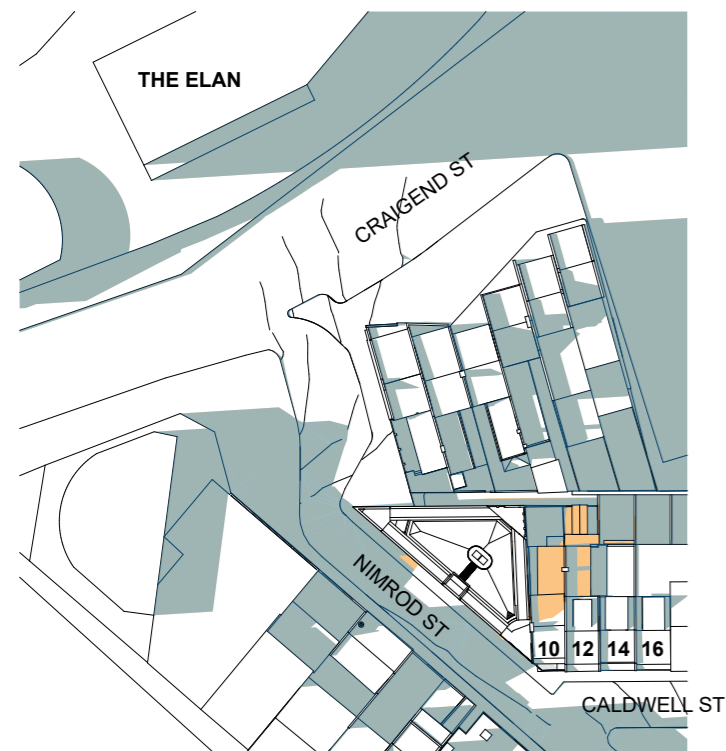 THE ELAN
CRAIGEND ST
NIMROD ST
10 12 14 16
CALDWELL ST